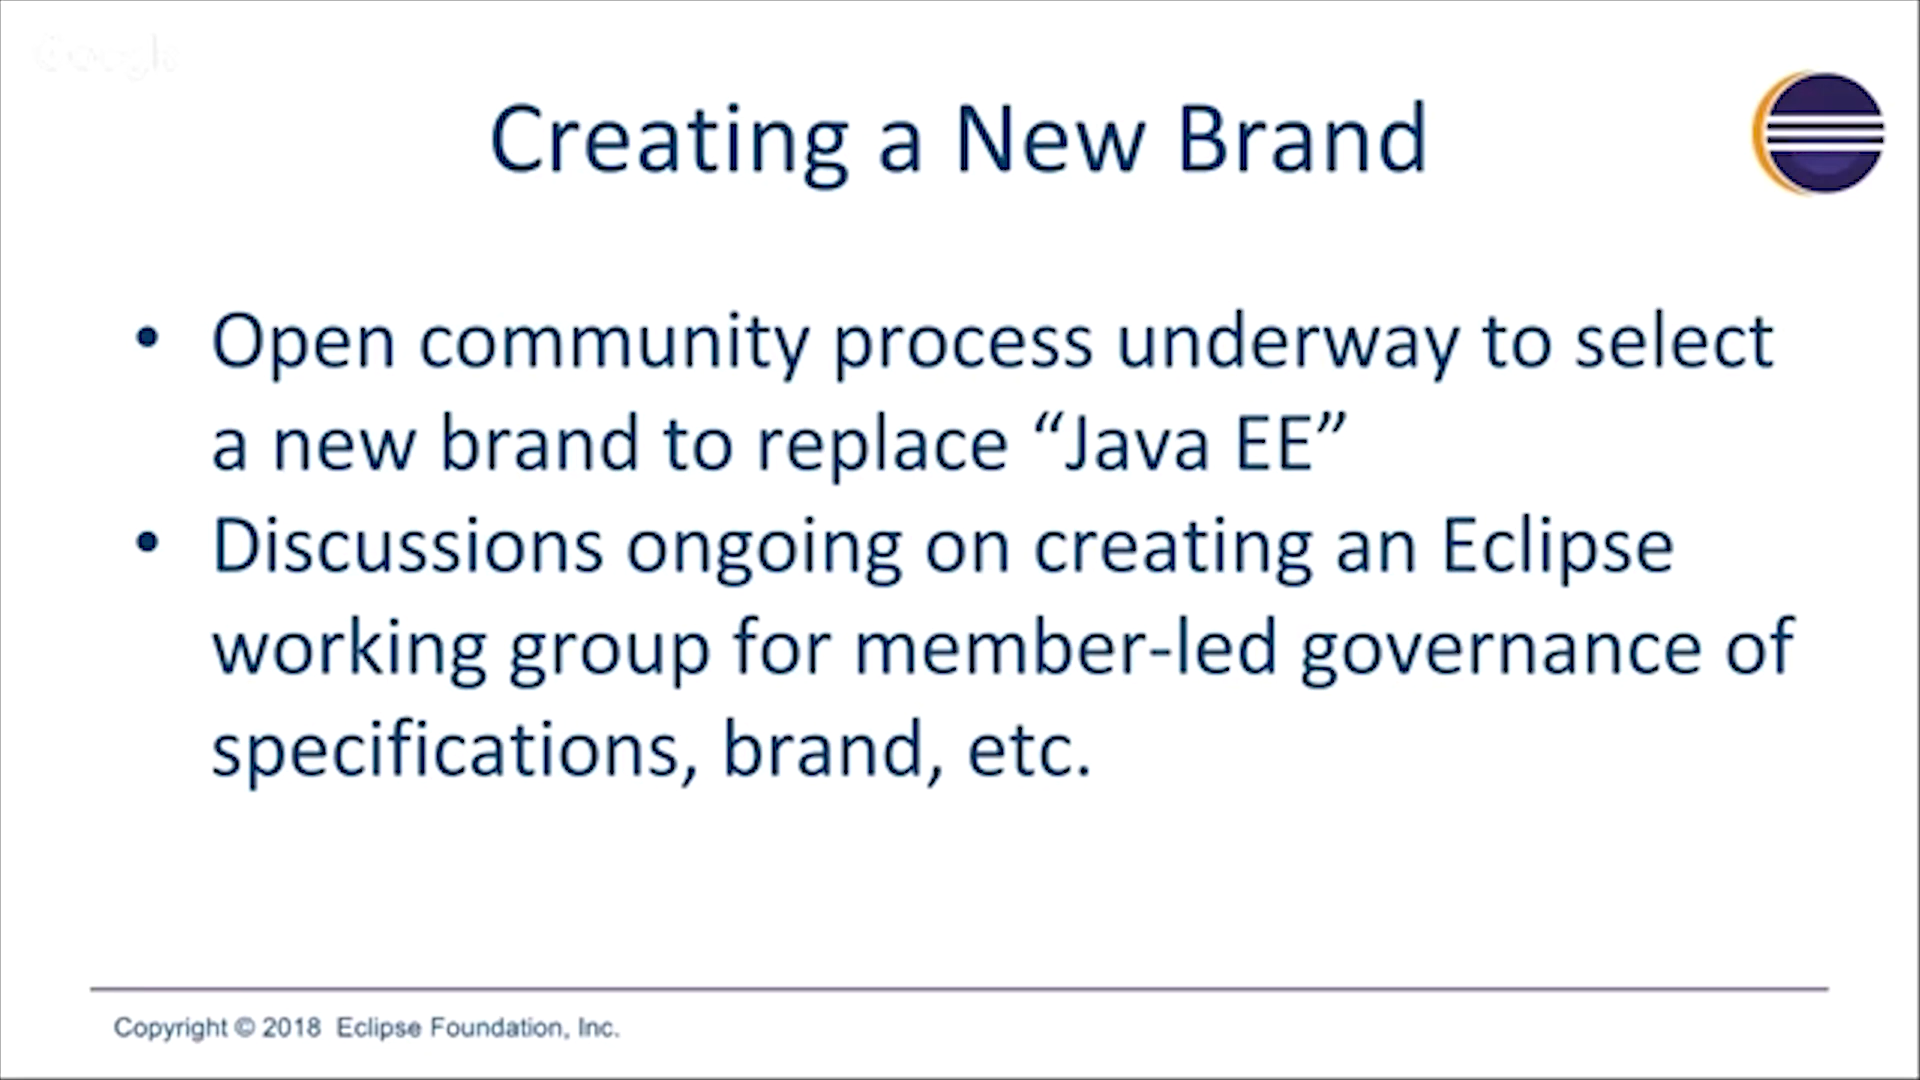 Google
Creating a New Brand
• Open community process underway to select
a new brand to replace “Java EE”
• Discussions ongoing on creating an Eclipse
working group for member-led governance of
specifications, brand, etc.
Copyright © 2018 Eclipse Foundation, Inc.